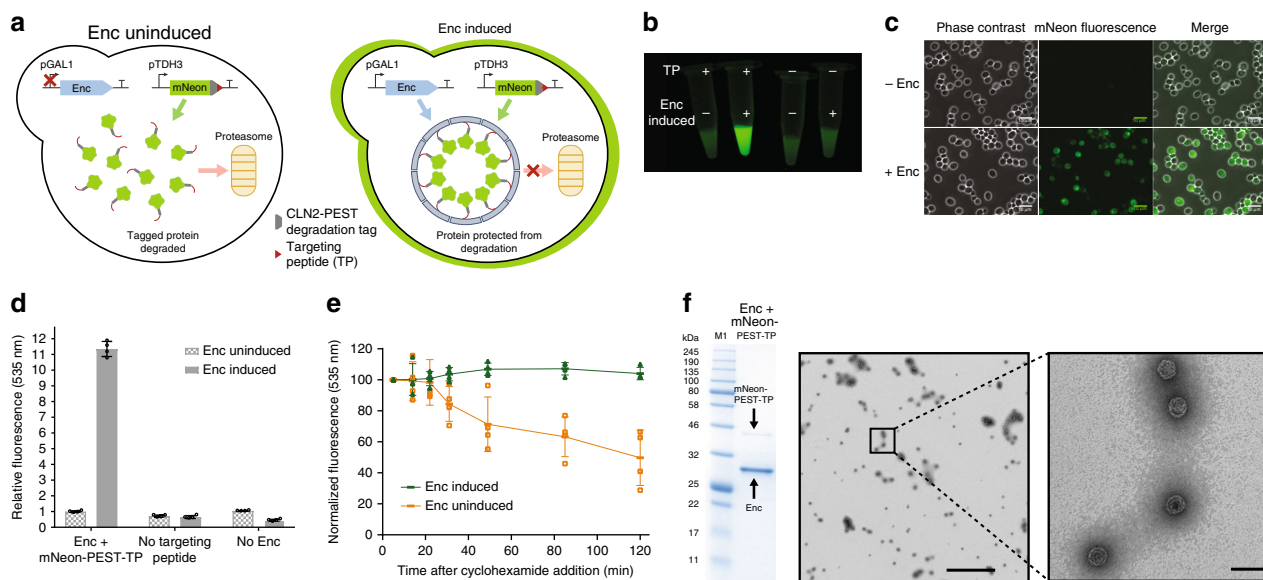 a
Enc uninduced
pGAL1
pTDH3
Enc
mNeon
Proteasome
Tagged protein
degraded
CLN2-PEST
degradation tag
Targeting
peptide (TP)
Enc induced
pGAL1
pTDH3
Enc
mNeon
Proteasome
Protein protected from
degradation
b
TP + + – –
Enc
induced
– + – +
c
Phase contrast mNeon fluorescence Merge
– Enc
+ Enc
d
Relative fluorescence (535 nm)
12
11
10
9
8
7
6
5
4
3
2
1
0
Enc uninduced
Enc induced
Enc +
mNeon-PEST-TP
No targeting
peptide
No Enc
e
Normalized fluorescence (535 nm)
120
100
80
60
40
20
0
Enc induced
Enc uninduced
0 20 40 60 80 100 120
Time after cyclohexamide addition (min)
f
Enc +
mNeon-
PEST-TP
kDa M1
245
190
135
100
80
58
46
32
25
22
17
11
mNeon-
PEST-TP
Enc